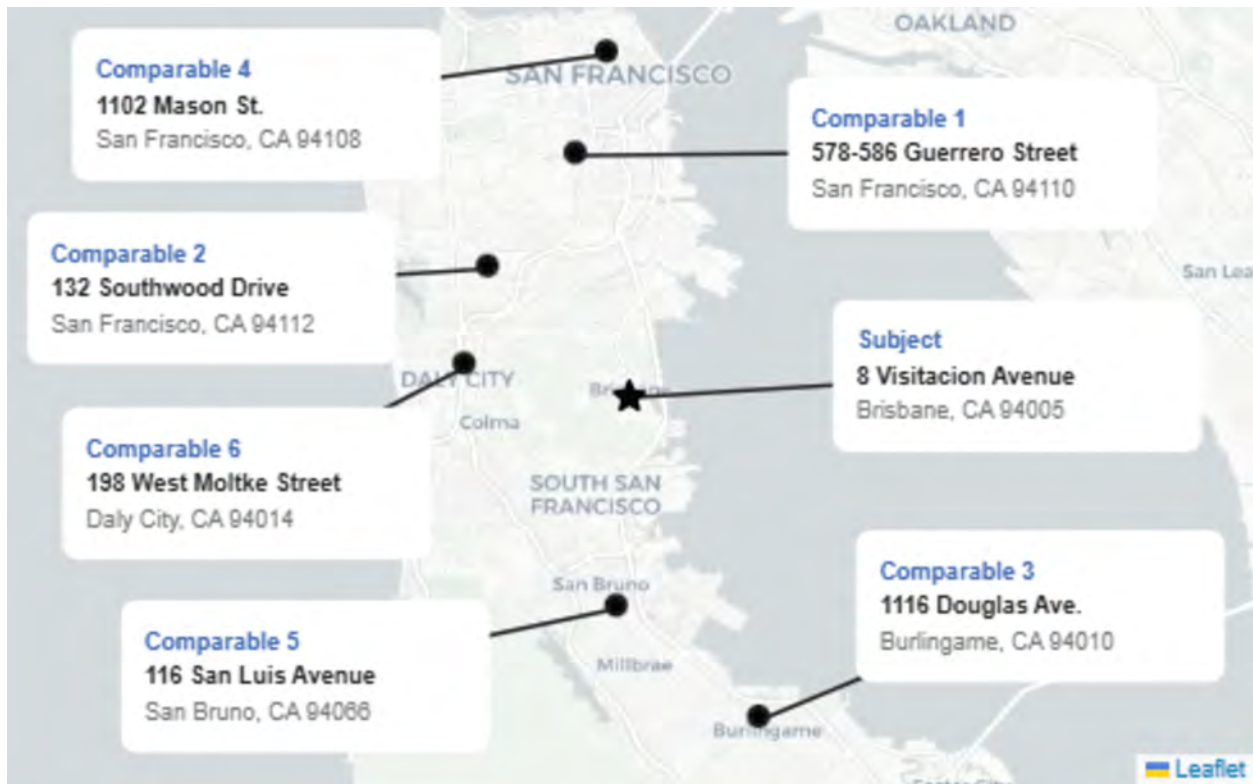 OAKLAND
Comparable 4
1102 Mason St.
San Francisco, CA 94108
SAN FRANCISCO
Comparable 1
578-586 Guerrero Street
San Francisco, CA 94110
Comparable 2
132 Southwood Drive
San Francisco, CA 94112
San Lea
Subject
8 Visitacion Avenue
Brisbane, CA 94005
DALY CITY
Colma
Comparable 6
198 West Moltke Street
Daly City, CA 94014
SOUTH SAN
FRANCISCO
Comparable 3
1116 Douglas Ave.
Burlingame, CA 94010
San Bruno
Comparable 5
116 San Luis Avenue
San Bruno, CA 94066
Millbrae
Burlingame
Leaflet